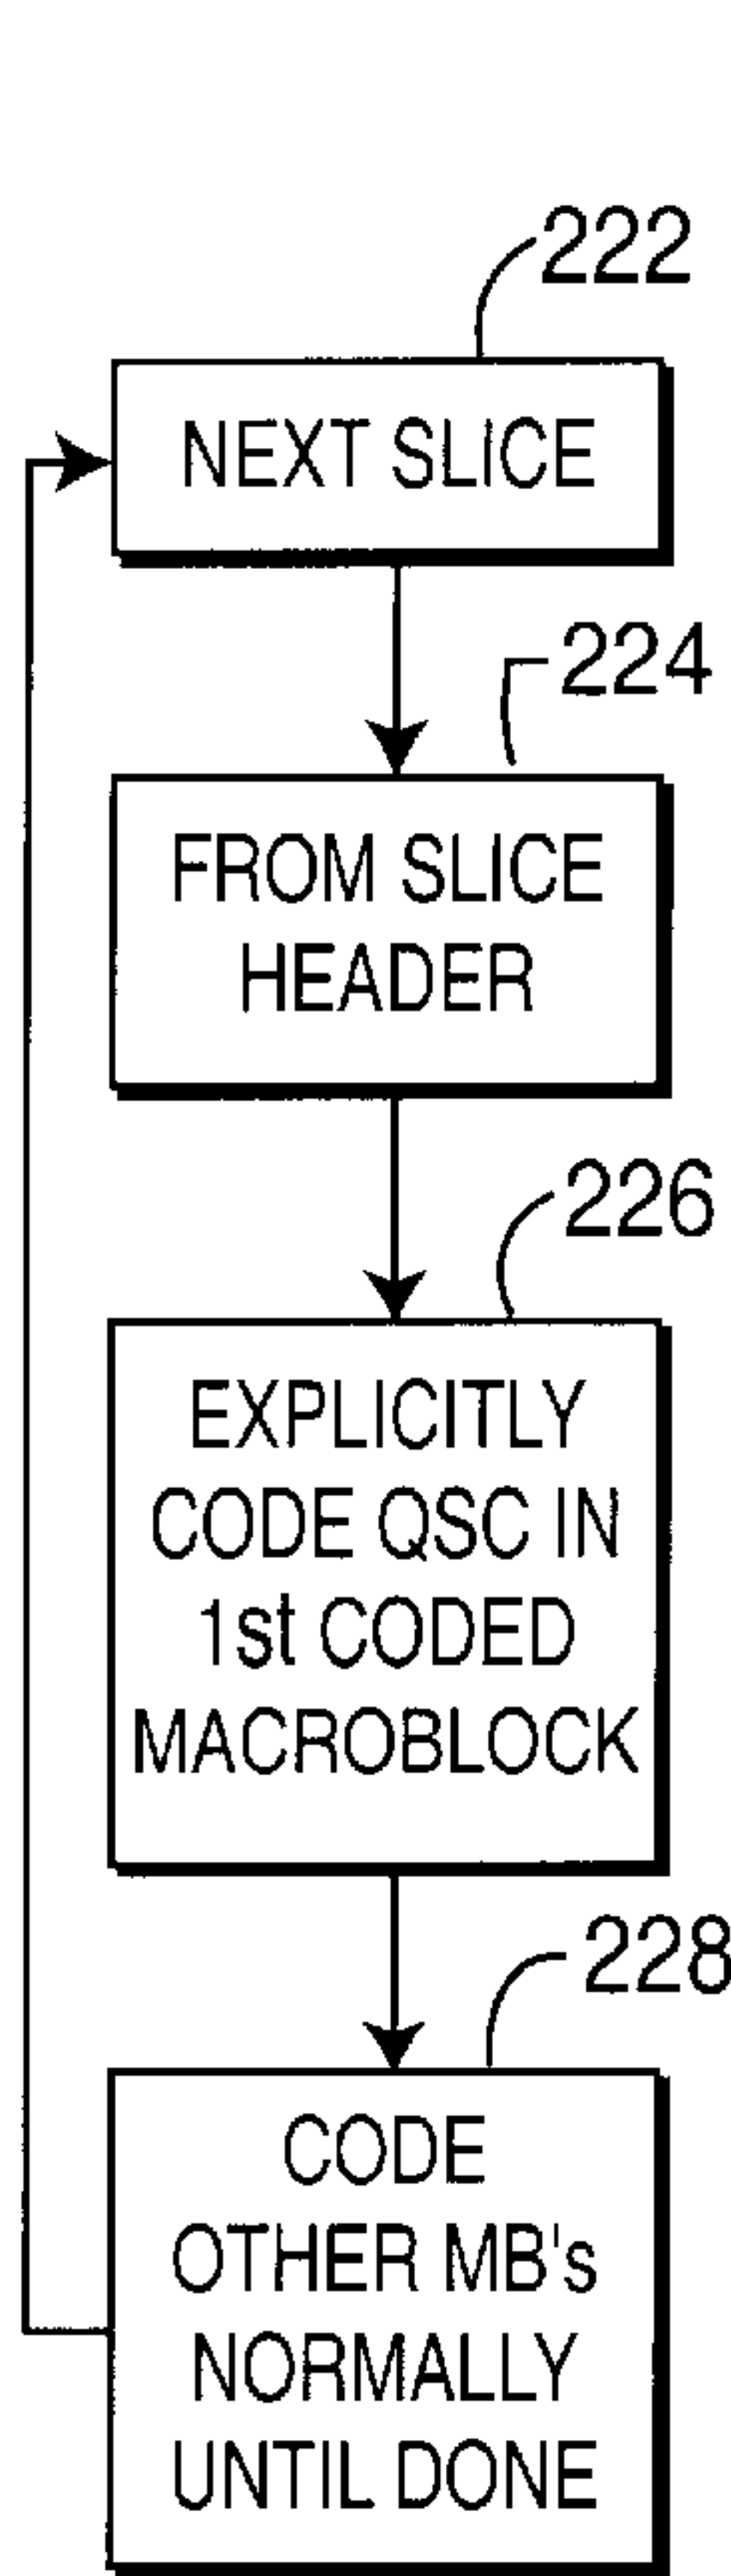 222
NEXT SLICE
224
FROM SLICE
HEADER
226
EXPLICITLY
CODE QSC IN
1st CODED
MACROBLOCK
228
CODE
OTHER MB's
NORMALLY
UNTIL DONE